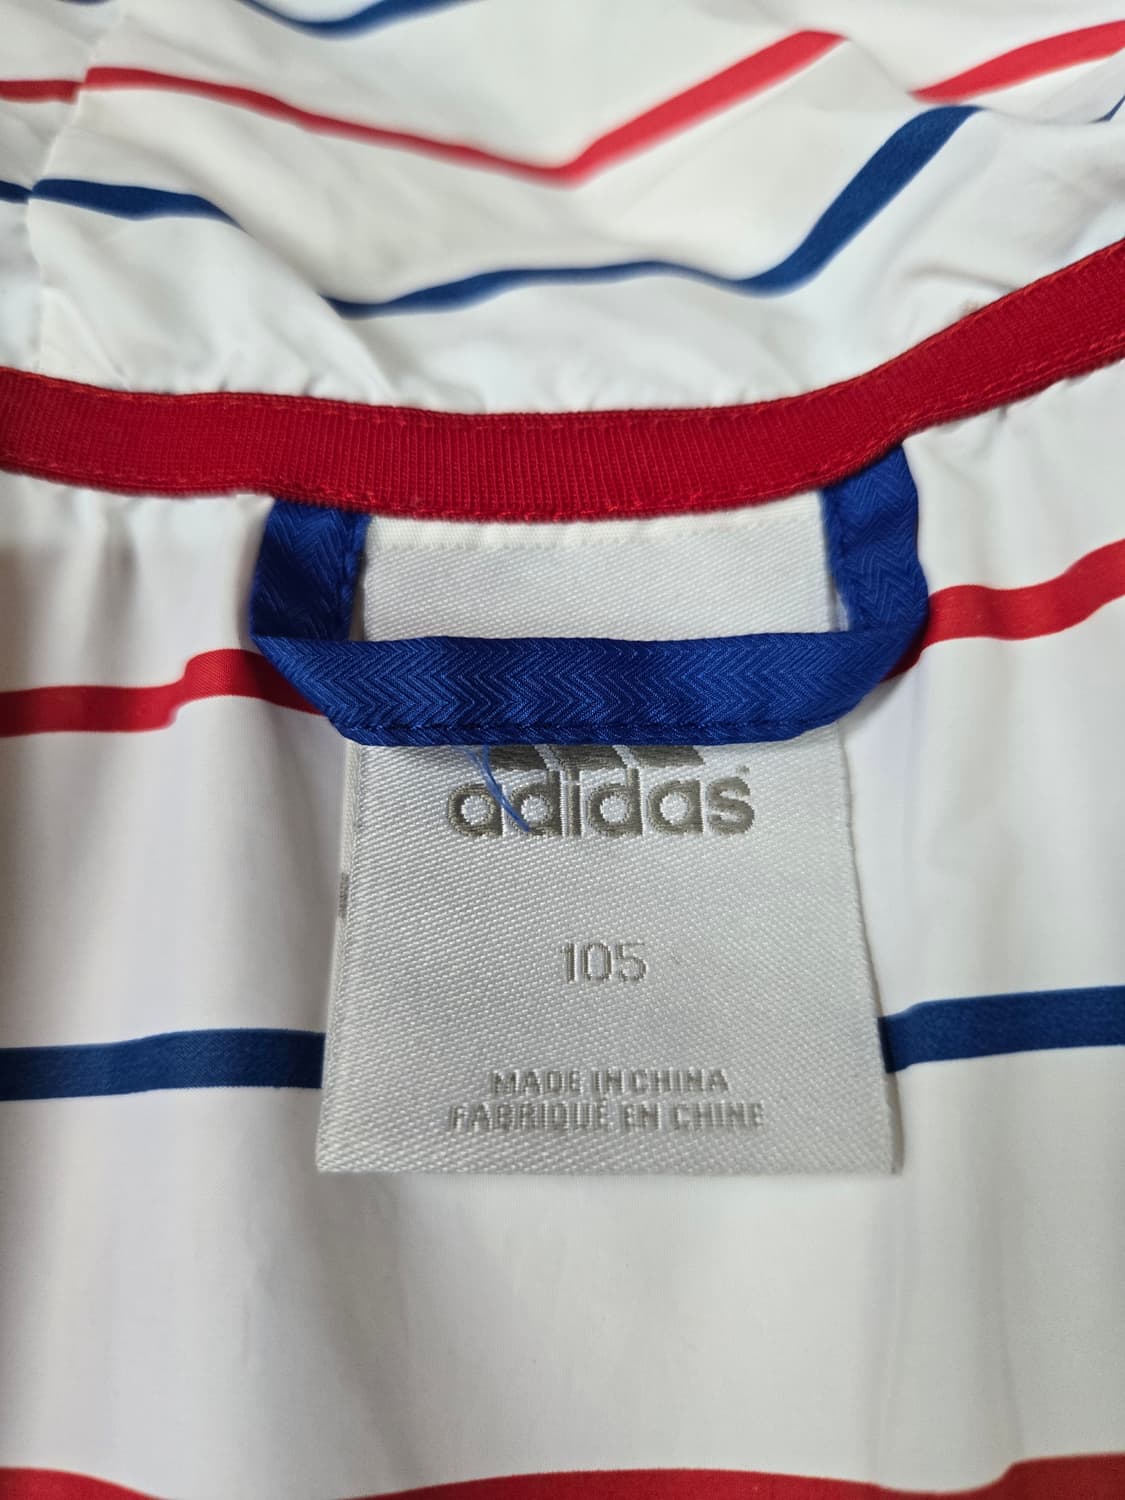 adidas
105
MADE IN CHINA
FABRIQUÉ EN CHINE